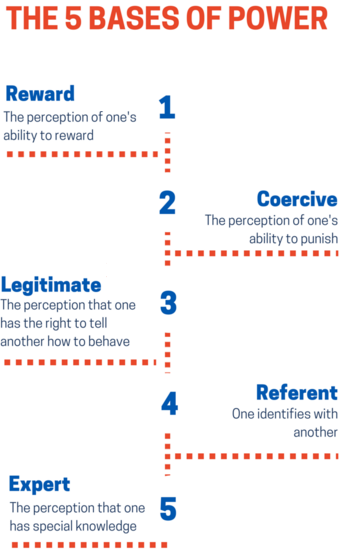 THE 5 BASES OF POWER
Reward
1
The perception of one's
ability to reward
2
Coercive
The perception of one's
ability to punish
Legitimate
3
The perception that one
has the right to tell
another how to behave
4
Referent
One identifies with
another
Expert
5
The perception that one
has special knowledge